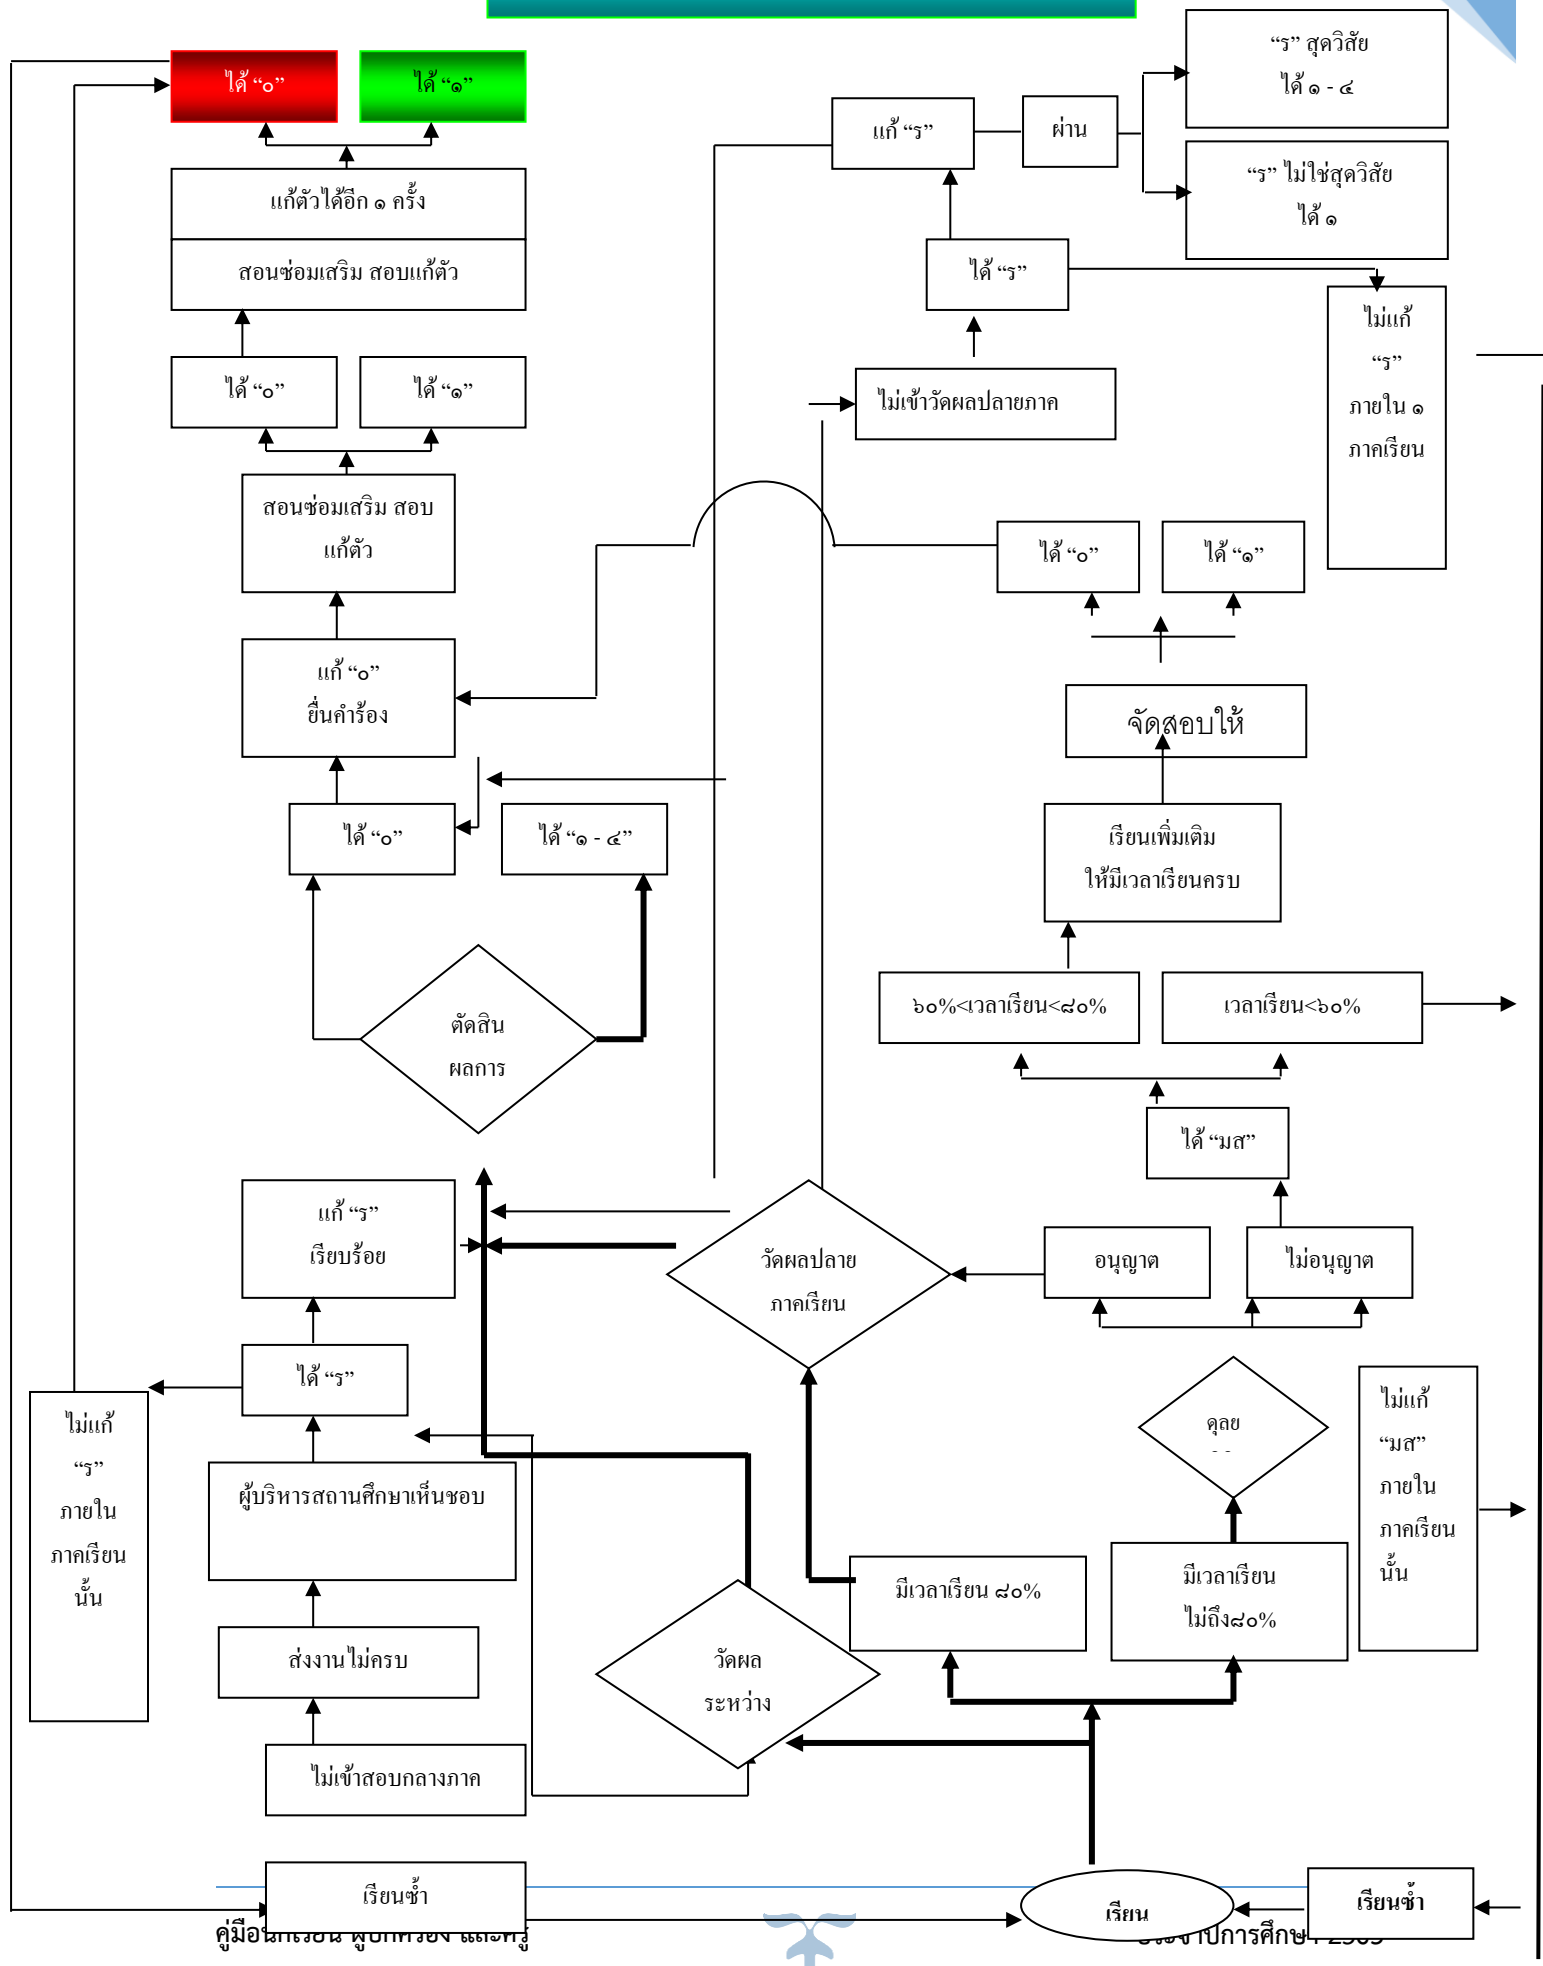 “ร” สุดวิสัย
ได้ ๑ - ๔
ได้ “๐”
ได้ “๑”
แก้ “ร”
ผ่าน
“ร” ไม่ใช่สุดวิสัย
ได้ ๑
แก้ตัวได้อีก ๑ ครั้ง
สอนซ่อมเสริม สอบแก้ตัว
ได้ “ร”
ไม่แก้
“ร”
ภายใน ๑
ภาคเรียน
ได้ “๐”
ได้ “๑”
ไม่เข้าวัดผลปลายภาค
สอนซ่อมเสริม สอบ
แก้ตัว
ได้ “๐”
ได้ “๑”
แก้ “๐”
ยื่นคำร้อง
จัดสอบให้
ได้ “๐”
ได้ “๑ - ๔”
เรียนเพิ่มเติม
ให้มีเวลาเรียนครบ
๖๐%<เวลาเรียน<๘๐%
เวลาเรียน<๖๐%
ตัดสิน
ผลการ
ได้ “มส”
แก้ “ร”
เรียบร้อย
วัดผลปลาย
ภาคเรียน
อนุญาต
ไม่อนุญาต
ได้ “ร”
ไม่แก้
“ร”
ภายใน
ภาคเรียน
นั้น
ดุลย
ไม่แก้
“มส”
ภายใน
ภาคเรียน
นั้น
ผู้บริหารสถานศึกษาเห็นชอบ
มีเวลาเรียน ๘๐%
มีเวลาเรียน
ไม่ถึง๘๐%
ส่งงานไม่ครบ
วัดผล
ระหว่าง
ไม่เข้าสอบกลางภาค
เรียนซ้ำ
เรียน
เรียนซ้ำ